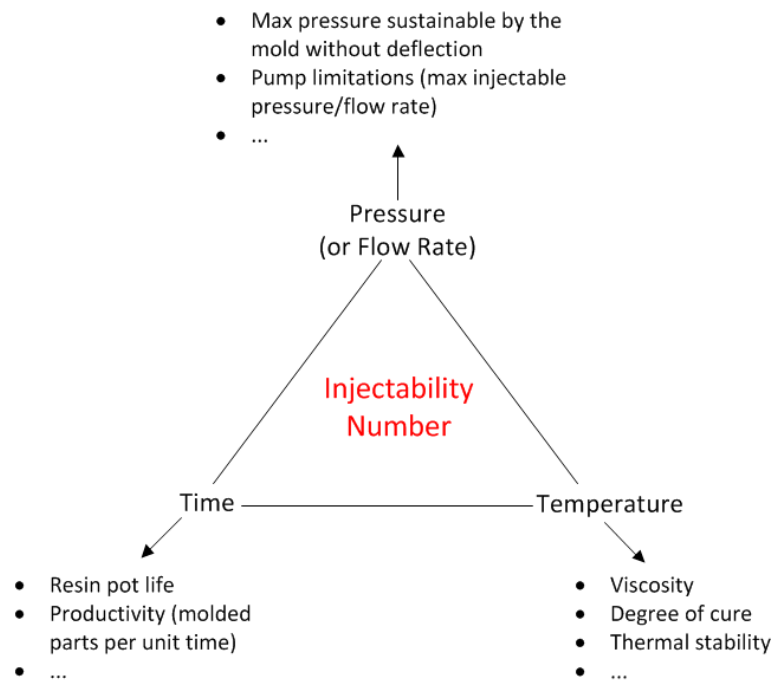 • Max pressure sustainable by the
mold without deflection
• Pump limitations (max injectable
pressure/flow rate)
• ...
Pressure
(or Flow Rate)
Injectability
Number
Time
Temperature
• Resin pot life
• Productivity (molded
parts per unit time)
• ...
• Viscosity
• Degree of cure
• Thermal stability
• ...